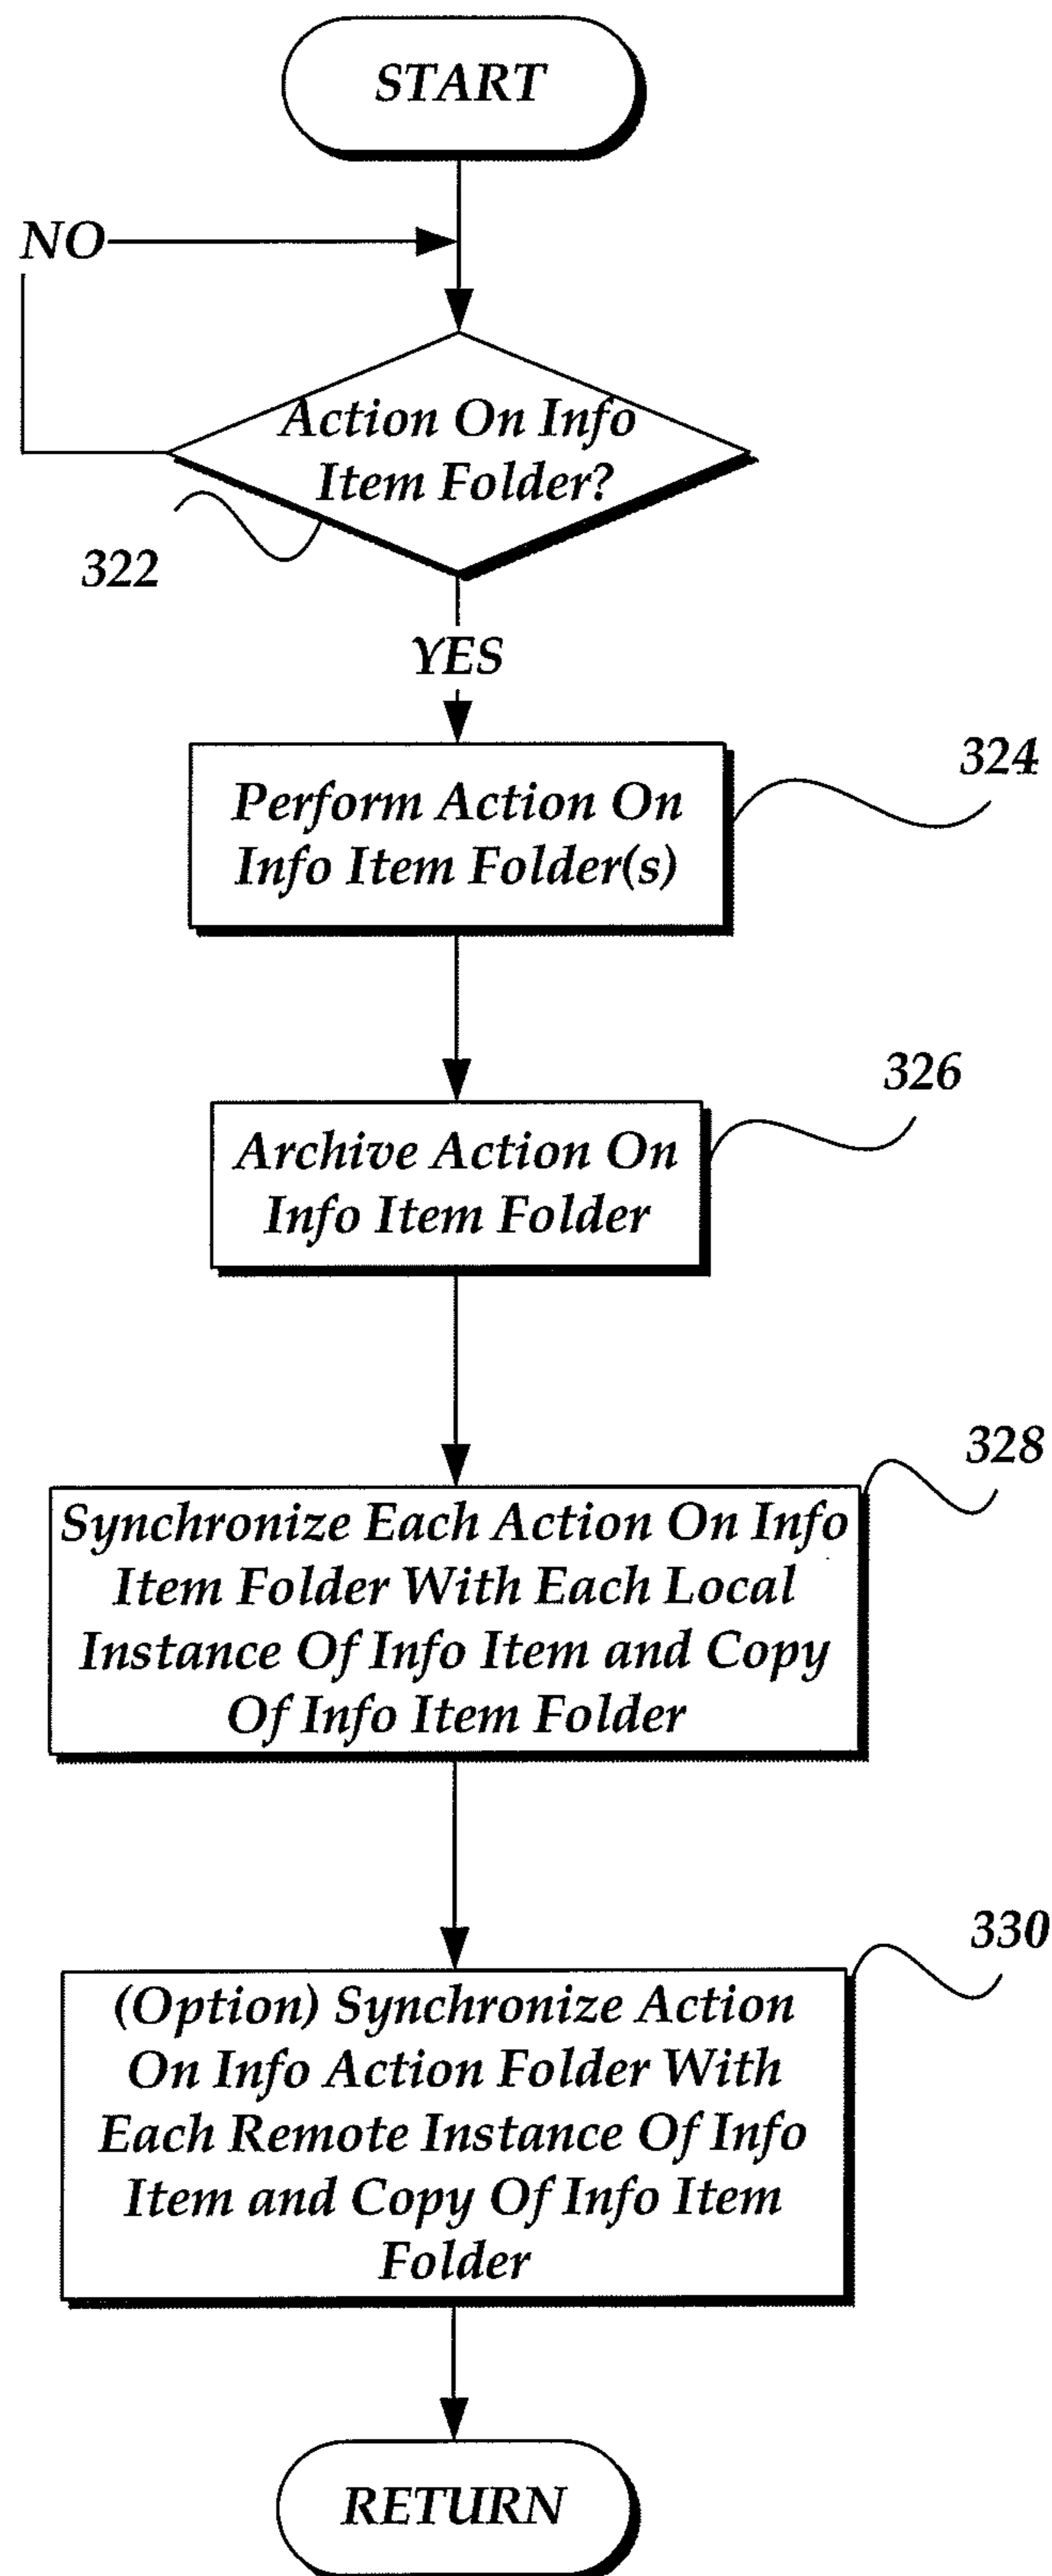 START
NO
Action On Info
Item Folder?
322
YES
324
Perform Action On
Info Item Folder(s)
326
Archive Action On
Info Item Folder
328
Synchronize Each Action On Info
Item Folder With Each Local
Instance Of Info Item and Copy
Of Info Item Folder
330
(Option) Synchronize Action
On Info Action Folder With
Each Remote Instance Of Info
Item and Copy Of Info Item
Folder
RETURN